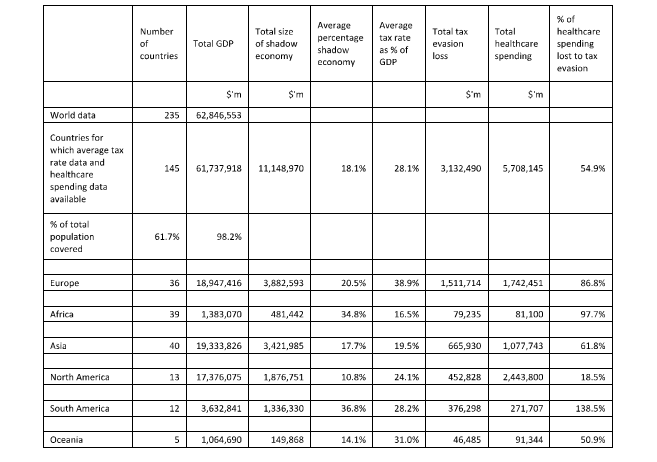 Number of countries Total GDP Total size of shadow economy Average percentage shadow economy Average tax rate as % of GDP Total tax evasion loss Total healthcare spending % of healthcare spending lost to tax evasion
$'m $'m $'m $'m
World data 235 62,846,553
Countries for which average tax rate data and healthcare spending data available 145 61,737,918 11,148,970 18.1% 28.1% 3,132,490 5,708,145 54.9%
% of total population covered 61.7% 98.2%
Europe 36 18,947,416 3,882,593 20.5% 38.9% 1,511,714 1,742,451 86.8%
Africa 39 1,383,070 481,442 34.8% 16.5% 79,235 81,100 97.7%
Asia 40 19,333,826 3,421,985 17.7% 19.5% 665,930 1,077,743 61.8%
North America 13 17,376,075 1,876,751 10.8% 24.1% 452,828 2,443,800 18.5%
South America 12 3,632,841 1,336,330 36.8% 28.2% 376,298 271,707 138.5%
Oceania 5 1,064,690 149,868 14.1% 31.0% 46,485 91,344 50.9%